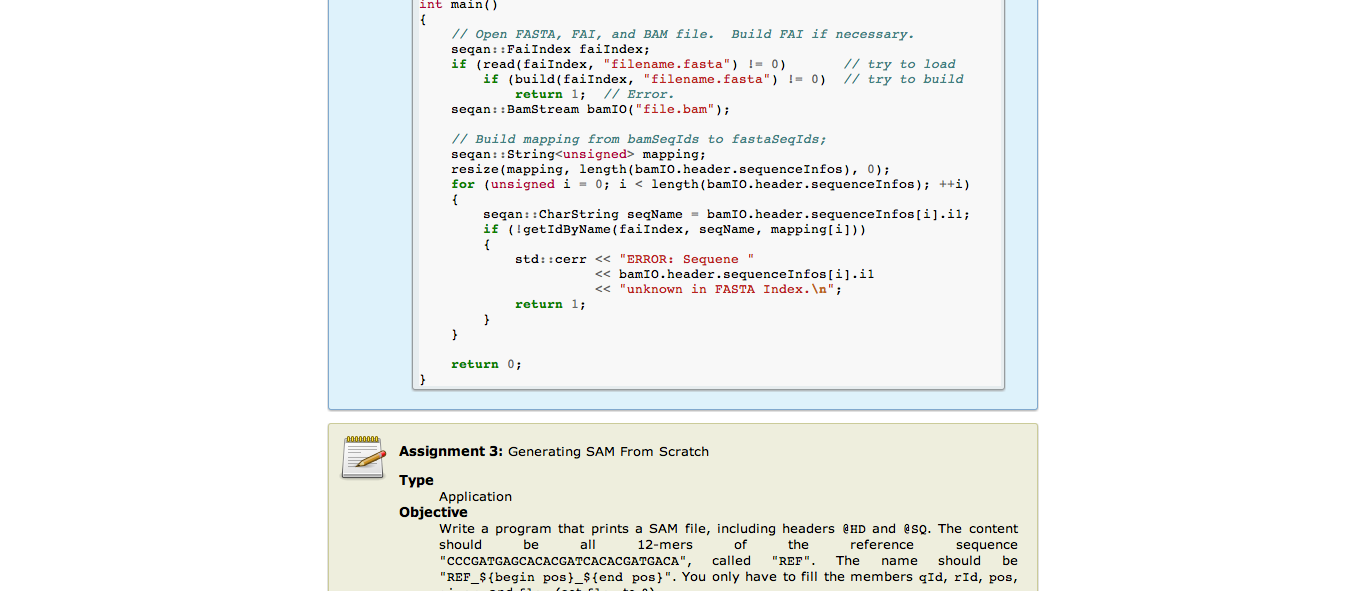 int main()
{
    // Open FASTA, FAI, and BAM file.  Build FAI if necessary.
    seqan::FaiIndex faiIndex;
    if (read(faiIndex, "filename.fasta") != 0)       // try to load
        if (build(faiIndex, "filename.fasta") != 0)  // try to build
            return 1;  // Error.
    seqan::BamStream bamIO("file.bam");

    // Build mapping from bamSeqIds to fastaSeqIds;
    seqan::String<unsigned> mapping;
    resize(mapping, length(bamIO.header.sequenceInfos), 0);
    for (unsigned i = 0; i < length(bamIO.header.sequenceInfos); ++i)
    {
        seqan::CharString seqName = bamIO.header.sequenceInfos[i].i1;
        if (!getIdByName(faiIndex, seqName, mapping[i]))
        {
            std::cerr << "ERROR: Sequene "
                      << bamIO.header.sequenceInfos[i].i1
                      << "unknown in FASTA Index.\n";
            return 1;
        }
    }

    return 0;
}
Assignment 3: Generating SAM From Scratch
Type
Application
Objective
Write a program that prints a SAM file, including headers @HD and @SQ. The content
should be all 12-mers of the reference sequence
"CCCGATGAGCACACGATCACACGATGACA", called "REF". The name should be
"REF_${begin pos}_${end pos}". You only have to fill the members qId, rId, pos,